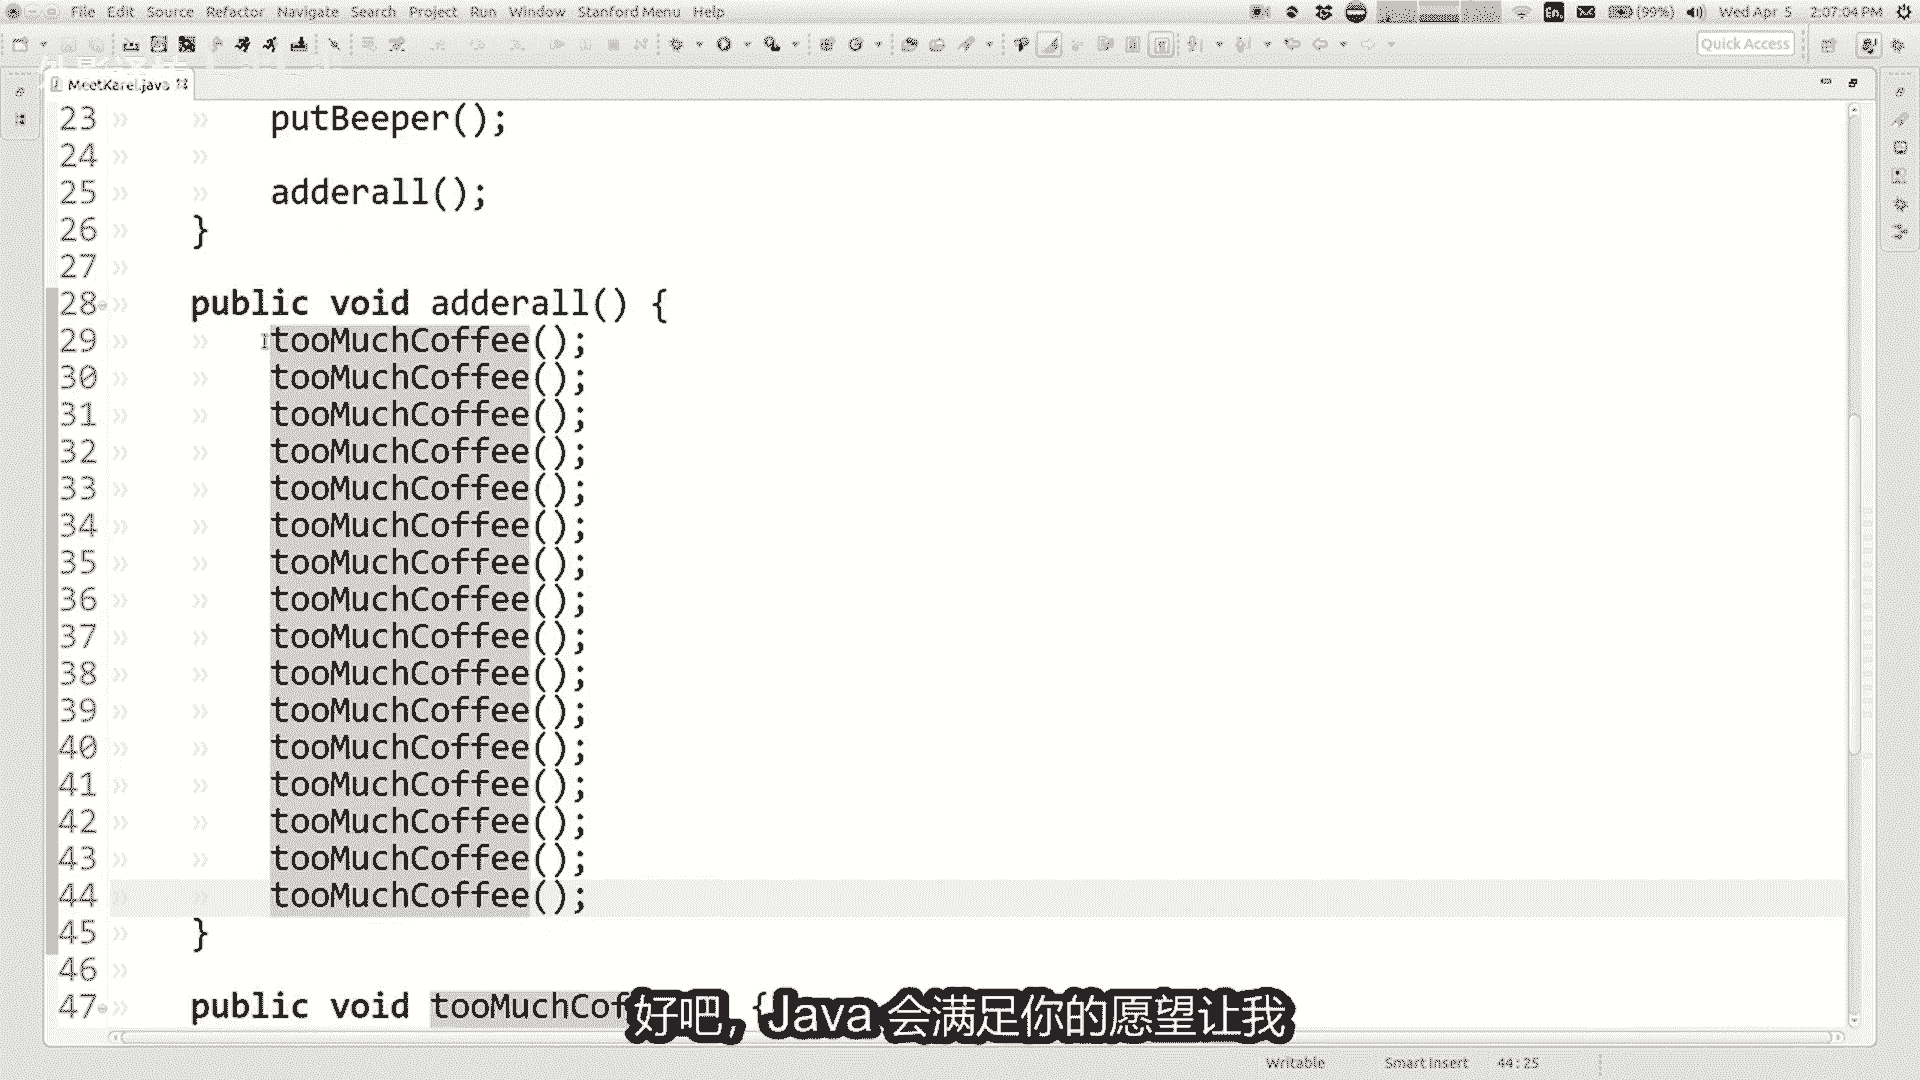 File Edit Source Refactor Navigate Search Project Run Window Stanford Menu Help
En
(99%)
Wed Apr 5 2:07:04 PM
Quick Access
MeetKarel.java
23 putBeeper();
24
25 adderall();
26 }
27
28 public void adderall() {
29 tooMuchCoffee();
30 tooMuchCoffee();
31 tooMuchCoffee();
32 tooMuchCoffee();
33 tooMuchCoffee();
34 tooMuchCoffee();
35 tooMuchCoffee();
36 tooMuchCoffee();
37 tooMuchCoffee();
38 tooMuchCoffee();
39 tooMuchCoffee();
40 tooMuchCoffee();
41 tooMuchCoffee();
42 tooMuchCoffee();
43 tooMuchCoffee();
44 tooMuchCoffee();
45 }
46
47 public void tooMuchCof {
好吧，Java 会满足你的愿望让我
Writable Smart Insert 44:25